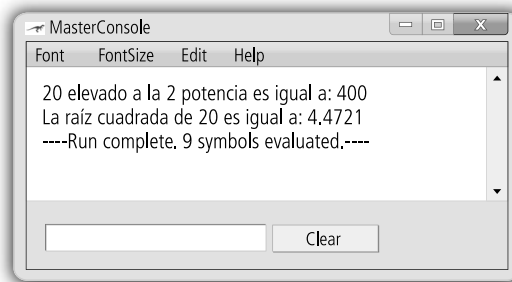 MasterConsole
Font FontSize Edit Help
20 elevado a la 2 potencia es igual a: 400
La raíz cuadrada de 20 es igual a: 4.4721
----Run complete. 9 symbols evaluated.----
Clear